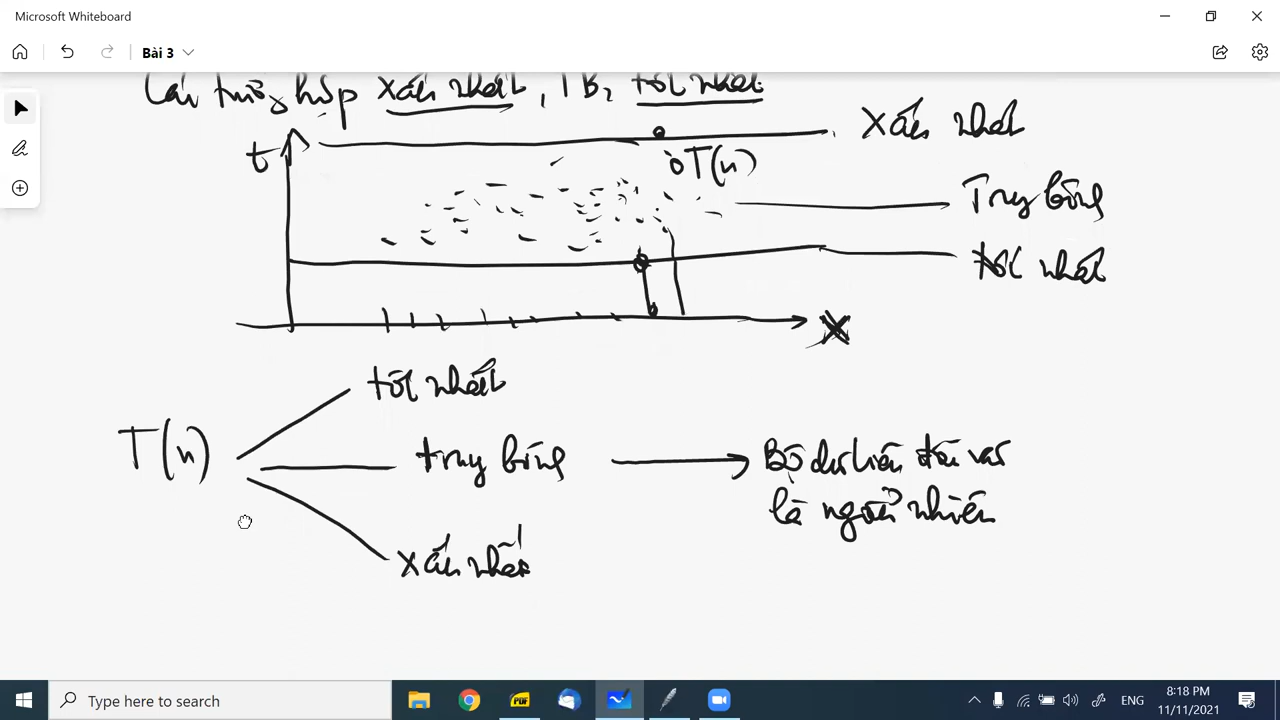 Microsoft Whiteboard
Bài 3
Các trường hợp xấu nhất, TB, tốt nhất
t
Xấu nhất
T(n)
Trung bình
tốt nhất
X
tốt nhất
T(n)
trung bình
Bộ dữ liệu đầu vào
là ngẫu nhiên
xấu nhất
Type here to search
ENG
8:18 PM
11/11/2021